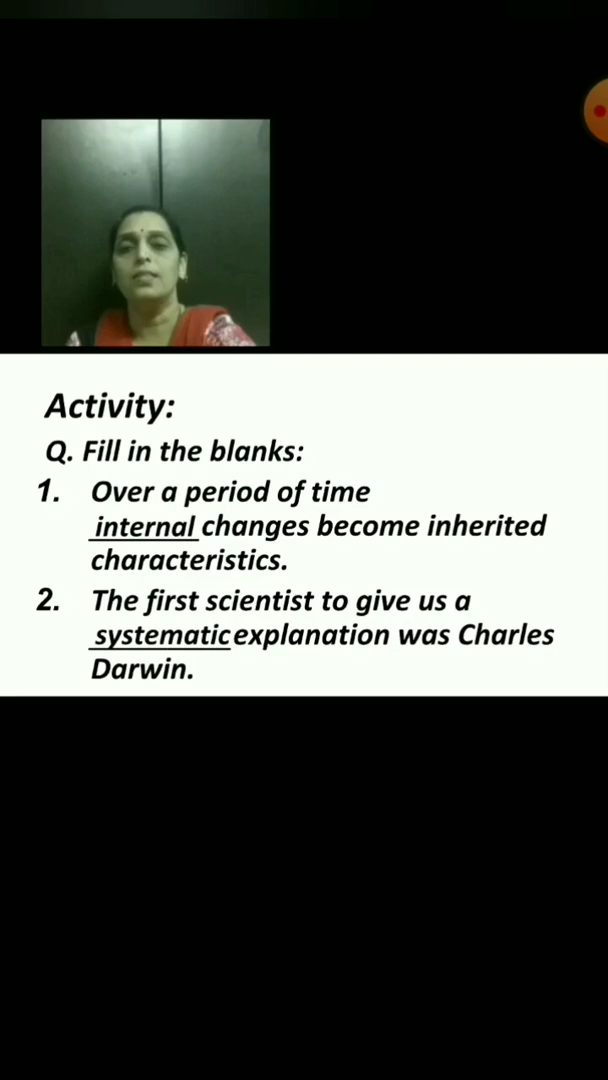 Activity:
Q. Fill in the blanks:
1. Over a period of time
internal changes become inherited
characteristics.
2. The first scientist to give us a
systematic explanation was Charles
Darwin.